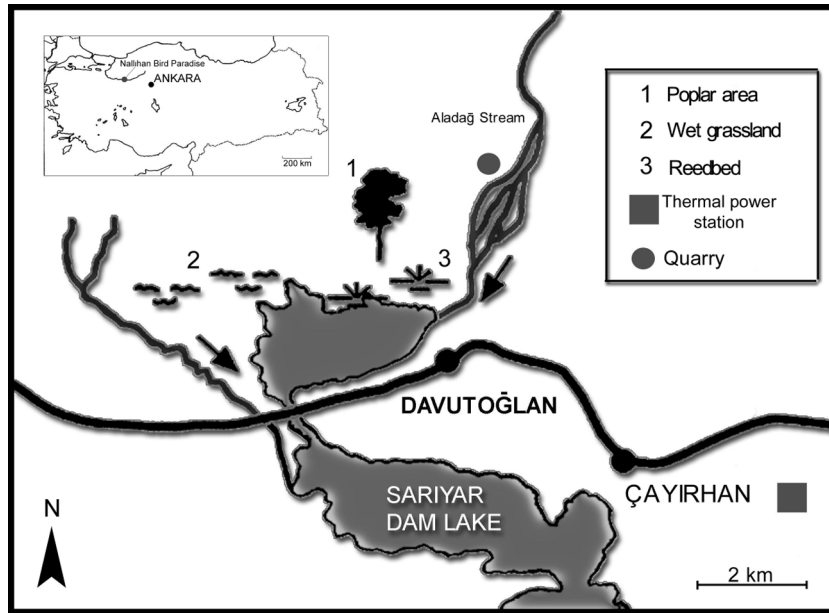 Nallıhan Bird Paradise
ANKARA
200 km
Aladağ Stream
1 Poplar area
2 Wet grassland
3 Reedbed
Thermal power
station
Quarry
1
2
3
DAVUTOĞLAN
SARIYAR
DAM LAKE
ÇAYIRHAN
N
2 km